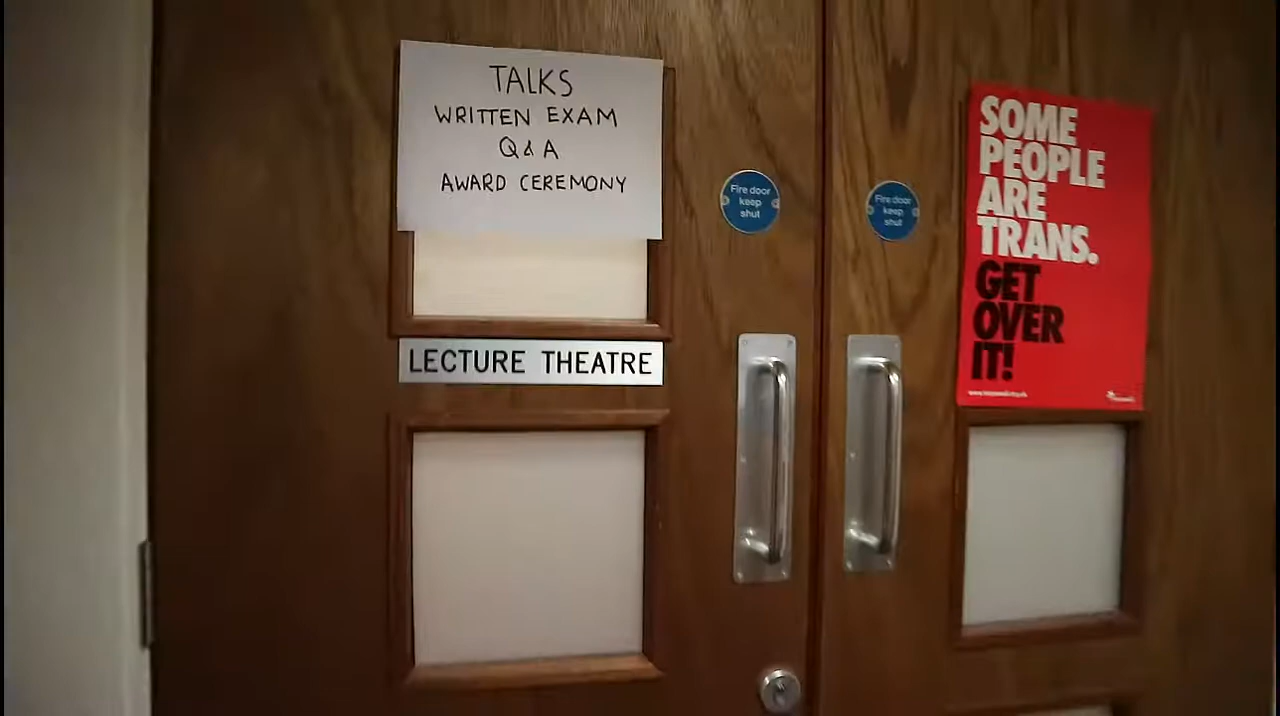 TALKS
WRITTEN EXAM
Q&A
AWARD CEREMONY
LECTURE THEATRE
Fire door
keep
shut
Fire door
keep
shut
SOME
PEOPLE
ARE
TRANS.
GET
OVER
IT!